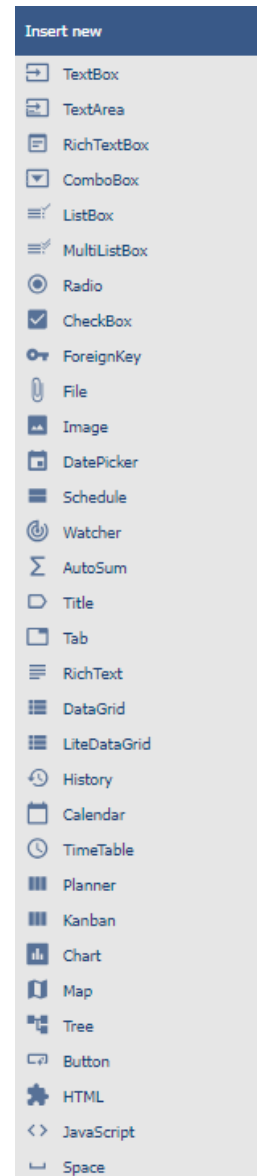 Insert new
TextBox
TextArea
RichTextBox
ComboBox
ListBox
MultiListBox
Radio
CheckBox
ForeignKey
File
Image
DatePicker
Schedule
Watcher
AutoSum
Title
Tab
RichText
DataGrid
LiteDataGrid
History
Calendar
TimeTable
Planner
Kanban
Chart
Map
Tree
Button
HTML
JavaScript
Space